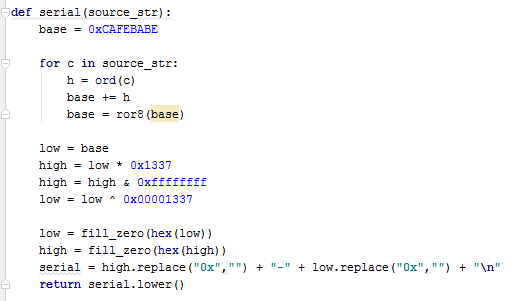 def serial(source_str):
    base = 0xCAFEBABE
    for c in source_str:
        h = ord(c)
        base += h
        base = ror8(base)
    low = base
    high = low * 0x1337
    high = high & 0xffffffff
    low = low ^ 0x00001337
    low = fill_zero(hex(low))
    high = fill_zero(hex(high))
    serial = high.replace("0x","") + "-" + low.replace("0x","") + "\n"
    return serial.lower()